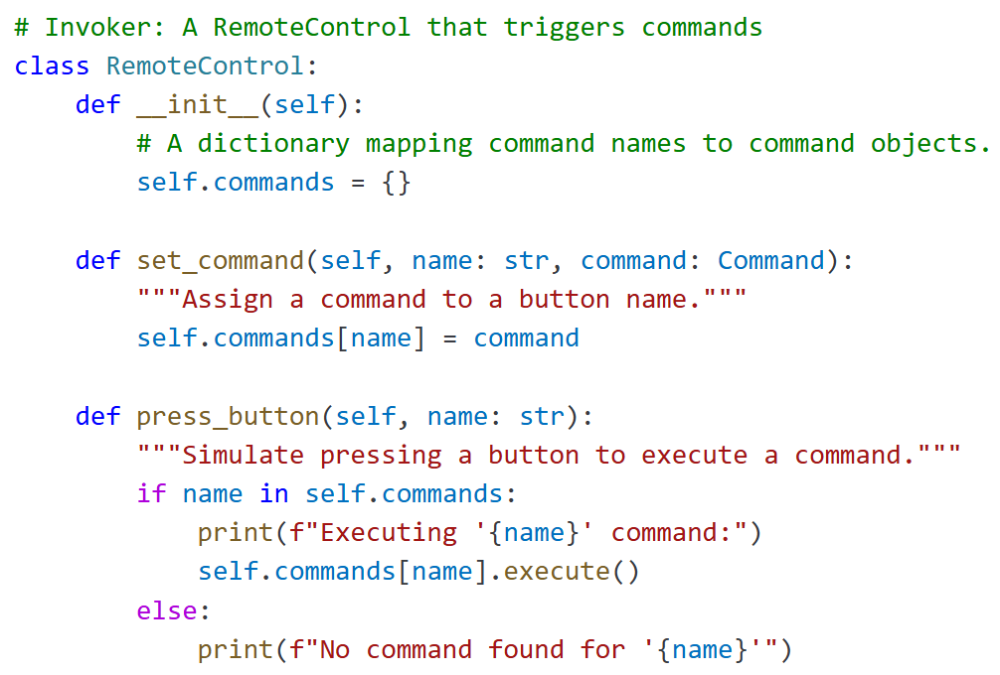 # Invoker: A RemoteControl that triggers commands
class RemoteControl:
    def __init__(self):
        # A dictionary mapping command names to command objects.
        self.commands = {}

    def set_command(self, name: str, command: Command):
        """Assign a command to a button name."""
        self.commands[name] = command

    def press_button(self, name: str):
        """Simulate pressing a button to execute a command."""
        if name in self.commands:
            print(f"Executing '{name}' command:")
            self.commands[name].execute()
        else:
            print(f"No command found for '{name}'")